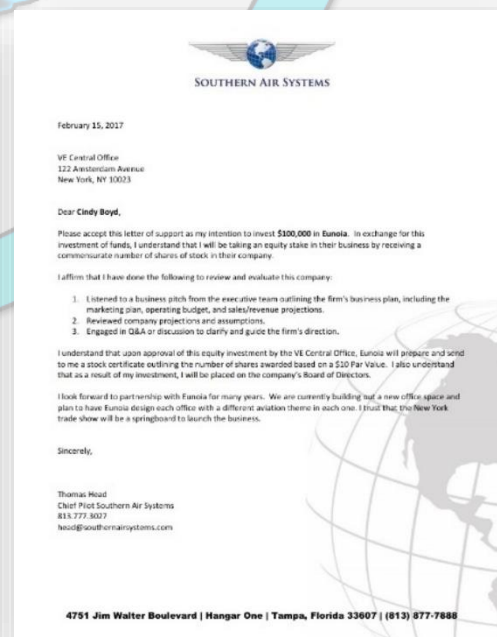 SOUTHERN AIR SYSTEMS
February 15, 2017
VE Central Office
122 Amsterdam Avenue
New York, NY 10023
Dear Cindy Boyd,
Please accept this letter of support as my intention to invest $100,000 in Eunoia. In exchange for this
investment of funds, I understand that I will be taking an equity stake in their business by receiving a
commensurate number of shares of stock in their company.
I affirm that I have done the following to review and evaluate this company:
1. Listened to a business pitch from the executive team outlining the firm's business plan, including the
marketing plan, operating budget, and sales/revenue projections.
2. Reviewed company projections and assumptions.
3. Engaged in Q&A or discussion to clarify and guide the firm's direction.
I understand that upon approval of this equity investment by the VE Central Office, Eunoia will prepare and send
to me a stock certificate outlining the number of shares awarded based on a $10 Par Value. I also understand
that as a result of my investment, I will be placed on the company's Board of Directors.
I look forward to partnership with Eunoia for many years. We are currently building out a new office space and
plan to have Eunoia design each office with a different aviation theme in each one. I trust that the New York
trade show will be a springboard to launch the business.
Sincerely,
Thomas Head
Chief Pilot Southern Air Systems
813.777.3027
head@southernairsystems.com
4751 Jim Walter Boulevard | Hangar One | Tampa, Florida 33607 | (813) 877-7888